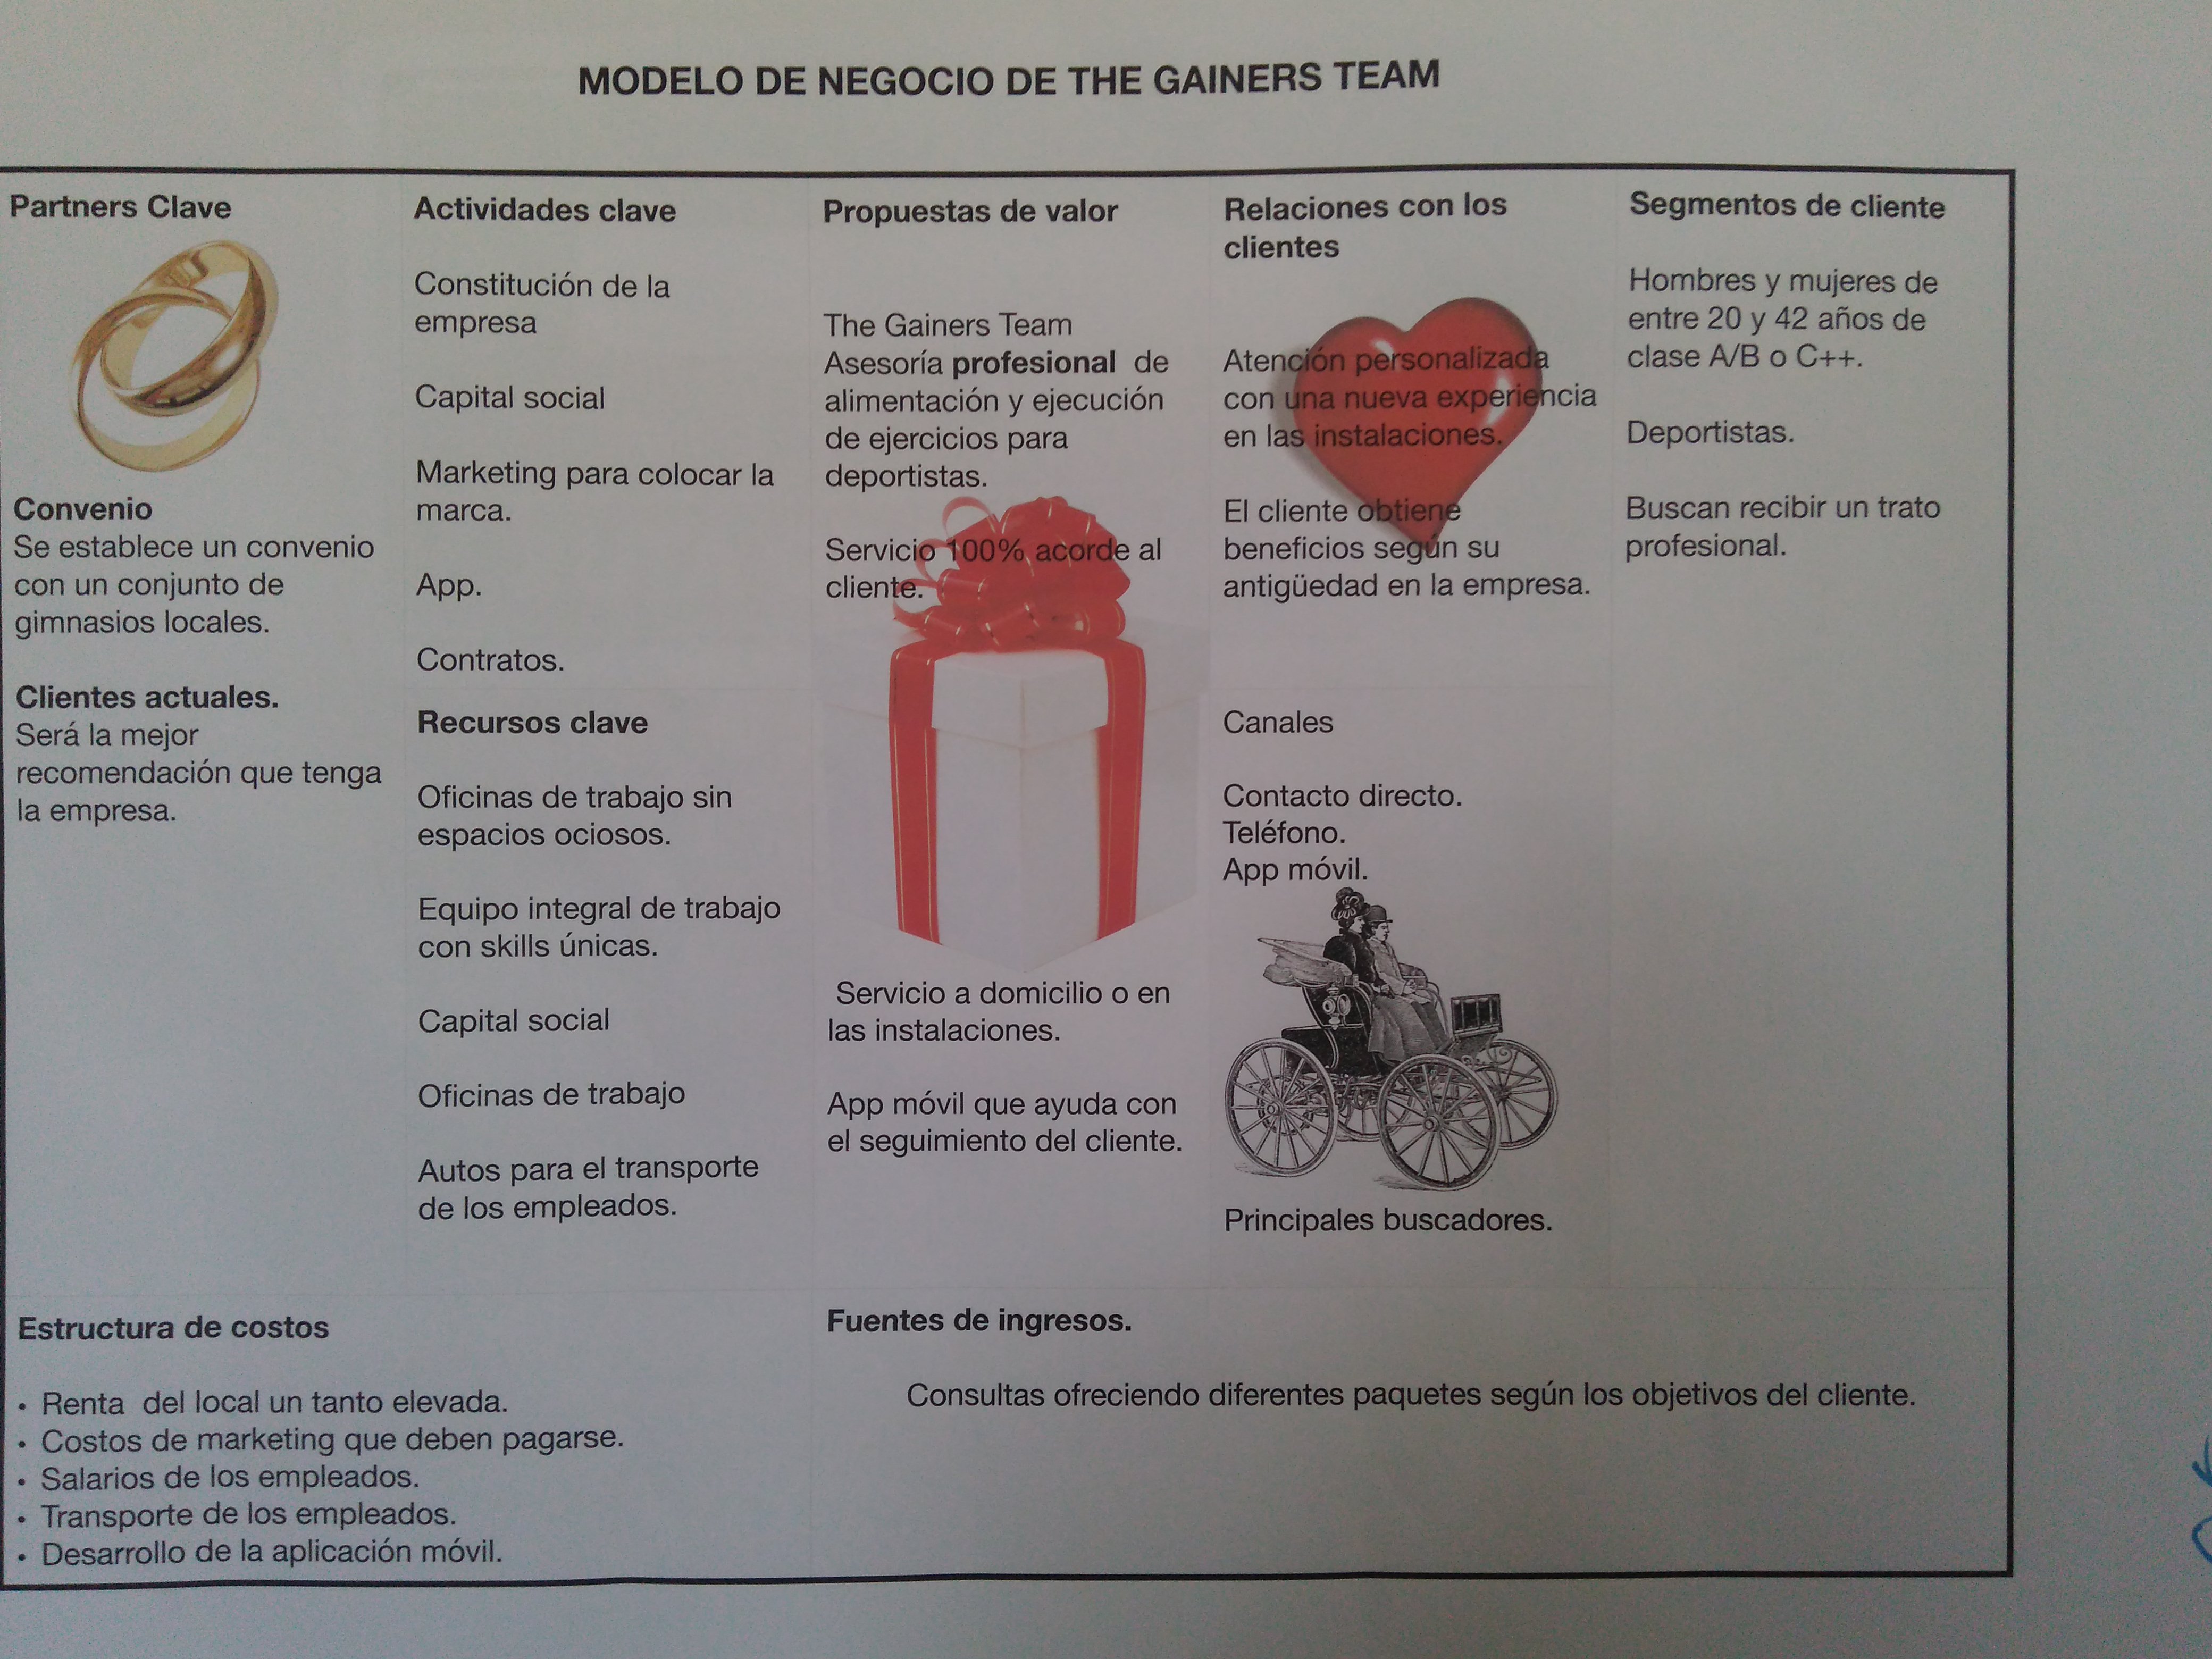 MODELO DE NEGOCIO DE THE GAINERS TEAM
Partners Clave
Convenio
Se establece un convenio
con un conjunto de
gimnasios locales.
Clientes actuales.
Será la mejor
recomendación que tenga
la empresa.
Actividades clave
Constitución de la
empresa
Capital social
Marketing para colocar la
marca.
App.
Contratos.
Recursos clave
Oficinas de trabajo sin
espacios ociosos.
Equipo integral de trabajo
con skills únicas.
Capital social
Oficinas de trabajo
Autos para el transporte
de los empleados.
Propuestas de valor
The Gainers Team
Asesoría profesional de
alimentación y ejecución
de ejercicios para
deportistas.
Servicio 100% acorde al
cliente.
Servicio a domicilio o en
las instalaciones.
App móvil que ayuda con
el seguimiento del cliente.
Relaciones con los
clientes
Atención personalizada
con una nueva experiencia
en las instalaciones.
El cliente obtiene
beneficios según su
antigüedad en la empresa.
Canales
Contacto directo.
Teléfono.
App móvil.
Principales buscadores.
Segmentos de cliente
Hombres y mujeres de
entre 20 y 42 años de
clase A/B o C++.
Deportistas.
Buscan recibir un trato
profesional.
Estructura de costos
• Renta del local un tanto elevada.
• Costos de marketing que deben pagarse.
• Salarios de los empleados.
• Transporte de los empleados.
• Desarrollo de la aplicación móvil.
Fuentes de ingresos.
Consultas ofreciendo diferentes paquetes según los objetivos del cliente.